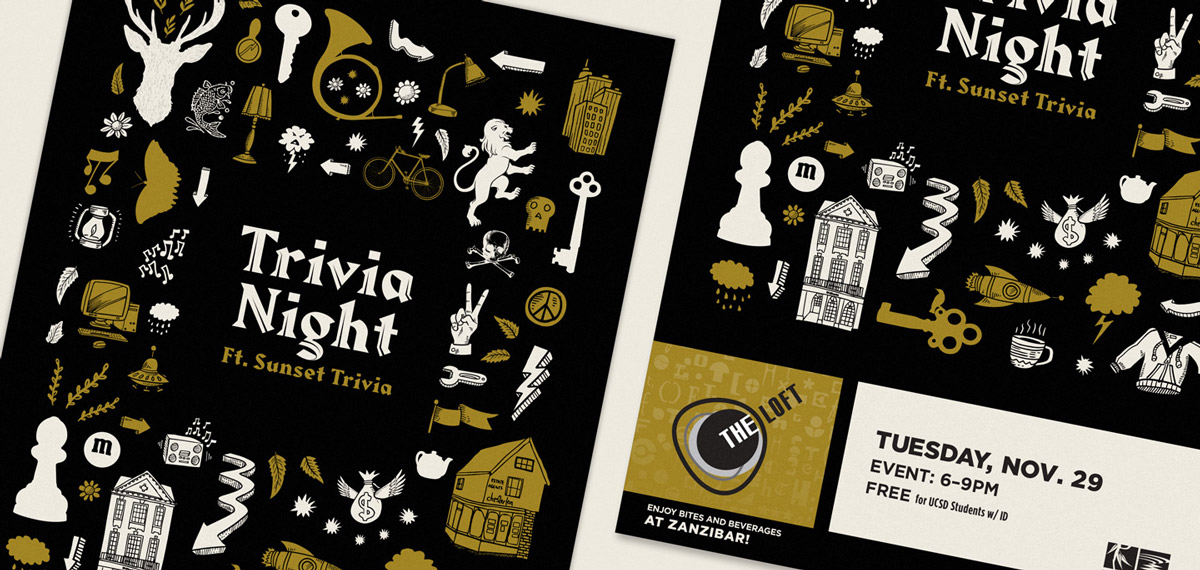 Trivia
Night
Ft. Sunset Trivia
m
Trivia
Night
Ft. Sunset Trivia
m
THE LOFT
ENJOY BITES AND BEVERAGES
AT ZANZIBAR!
TUESDAY, NOV. 29
EVENT: 6–9PM
FREE for UCSD Students w/ ID